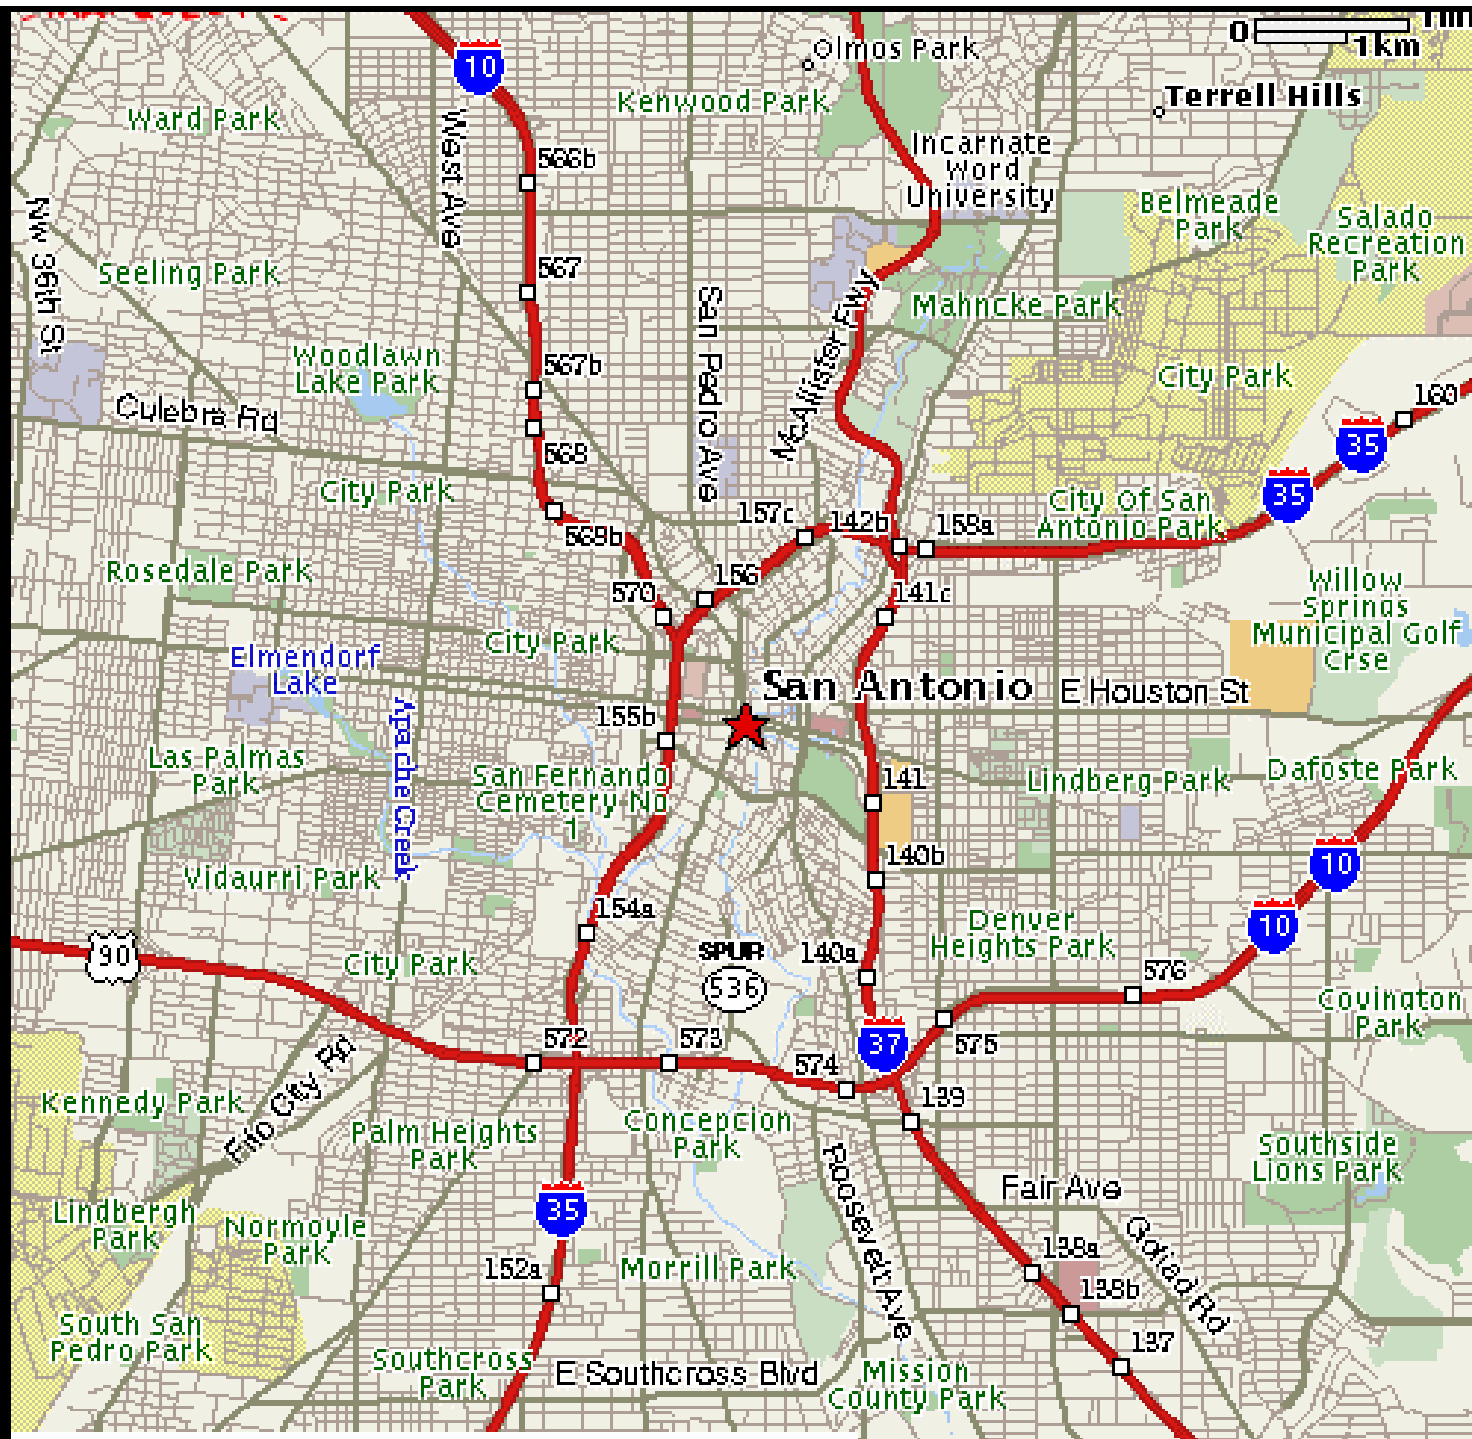 0
1km
10
Olmos Park
Kenwood Park
Terrell Hills
Ward Park
West Ave
Incarnate
Word
University
Belmeade
Park
Salado
Recreation
Park
NW 36th St
Seeling Park
567
San Pedro Ave
Mahncke Park
Woodlawn
Lake Park
567b
McAllister Fwy
City Park
Culebra Rd
160
35
568
City Park
35
City Of San
Antonio Park
157c
142b
158a
569b
Rosedale Park
156
570
141c
Willow
Springs
Municipal Golf
Crse
City Park
Elmendorf
Lake
San Antonio
E Houston St
155b
Apache Creek
Las Palmas
Park
San Fernando
Cemetery No
1
141
Lindberg Park
Dafoste Park
140b
10
Vidaurri Park
154a
Denver
Heights Park
10
90
City Park
SPUR
536
140a
576
Covington
Park
572
573
574
37
575
Kennedy Park
139
Palm Heights
Park
Concepcion
Park
Roosevelt Ave
Southside
Lions Park
Fair Ave
Lindbergh
Park
Normoyle
Park
35
Goliad Rd
152a
Morrill Park
138a
138b
South San
Pedro Park
137
Southcross
Park
E Southcross Blvd
Mission
County Park